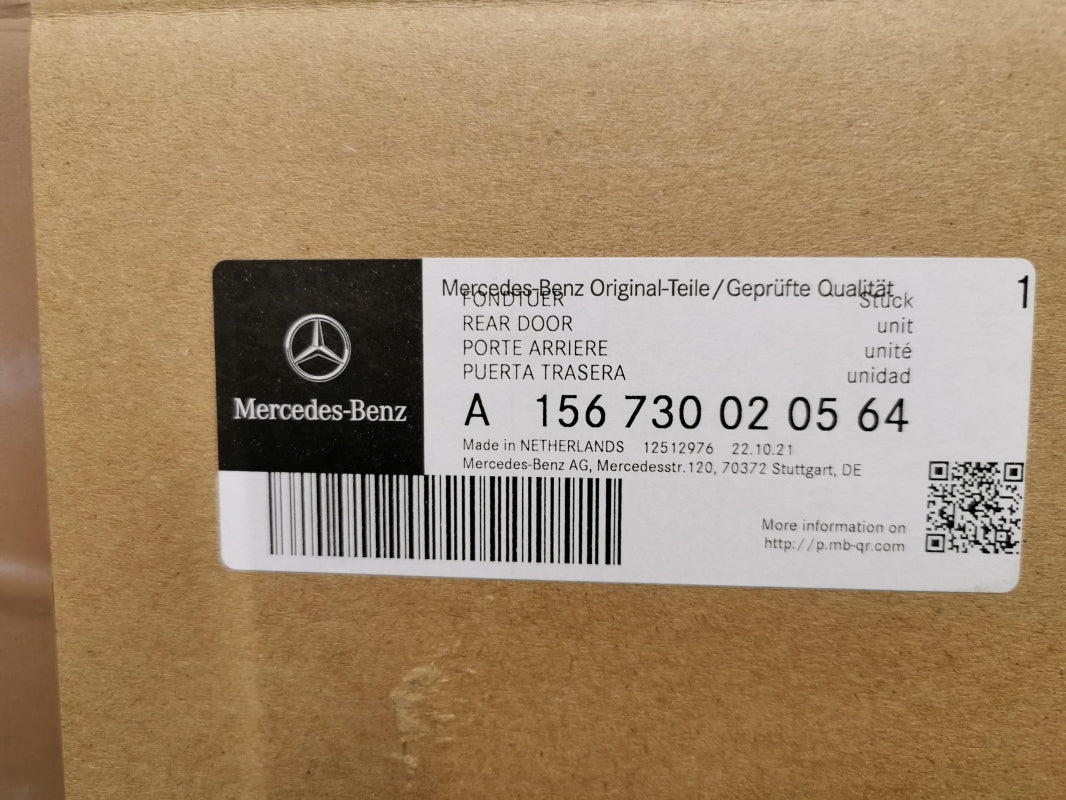 Mercedes-Benz
Mercedes-Benz Original-Teile/Geprüfte Qualität 1
FONDTUER Stück
REAR DOOR unit
PORTE ARRIERE unité
PUERTA TRASERA unidad
A 156 730 02 05 64
Made in NETHERLANDS 12512976 22.10.21
Mercedes-Benz AG, Mercedesstr.120, 70372 Stuttgart, DE
More information on
http://p.mb-qr.com